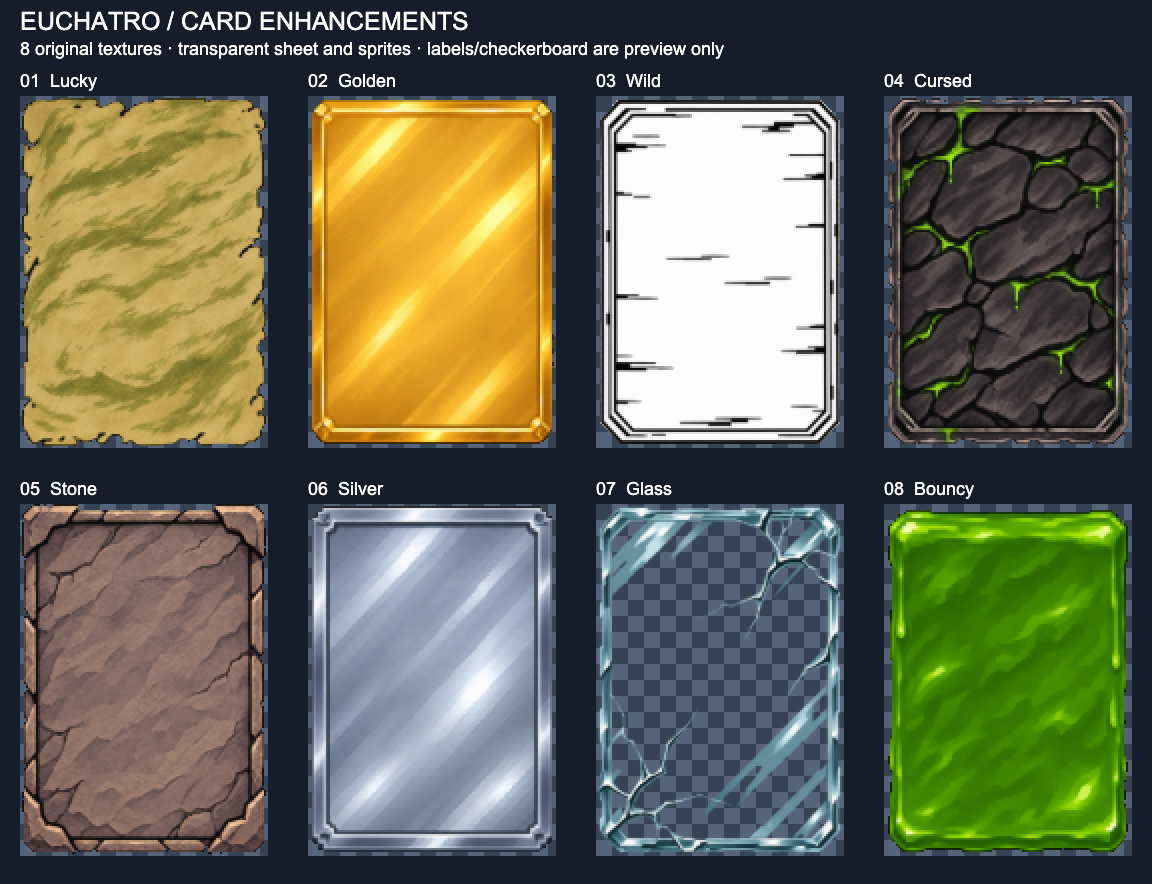 EUCHATRO / CARD ENHANCEMENTS
8 original textures · transparent sheet and sprites · labels/checkerboard are preview only
01 Lucky
02 Golden
03 Wild
04 Cursed
05 Stone
06 Silver
07 Glass
08 Bouncy